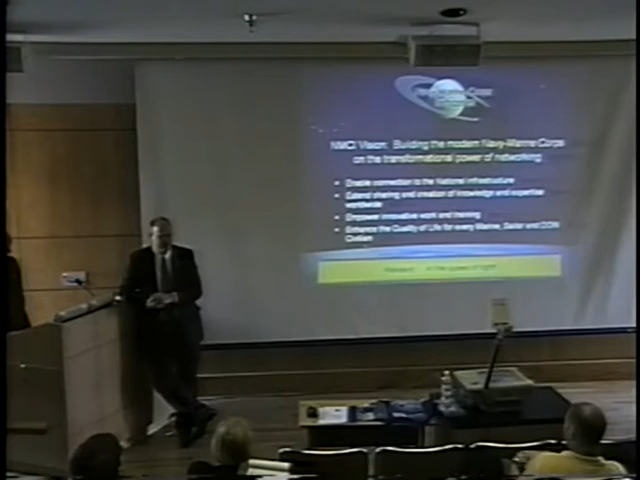 NMCI Vision: Building the modern Navy-Marine Corps
on the transformational power of networking
Enable connection to the National infrastructure
Extend sharing and creation of knowledge and expertise
worldwide
Empower innovative work and training
Enhance the Quality of Life for every Marine, Sailor and DON
Civilian